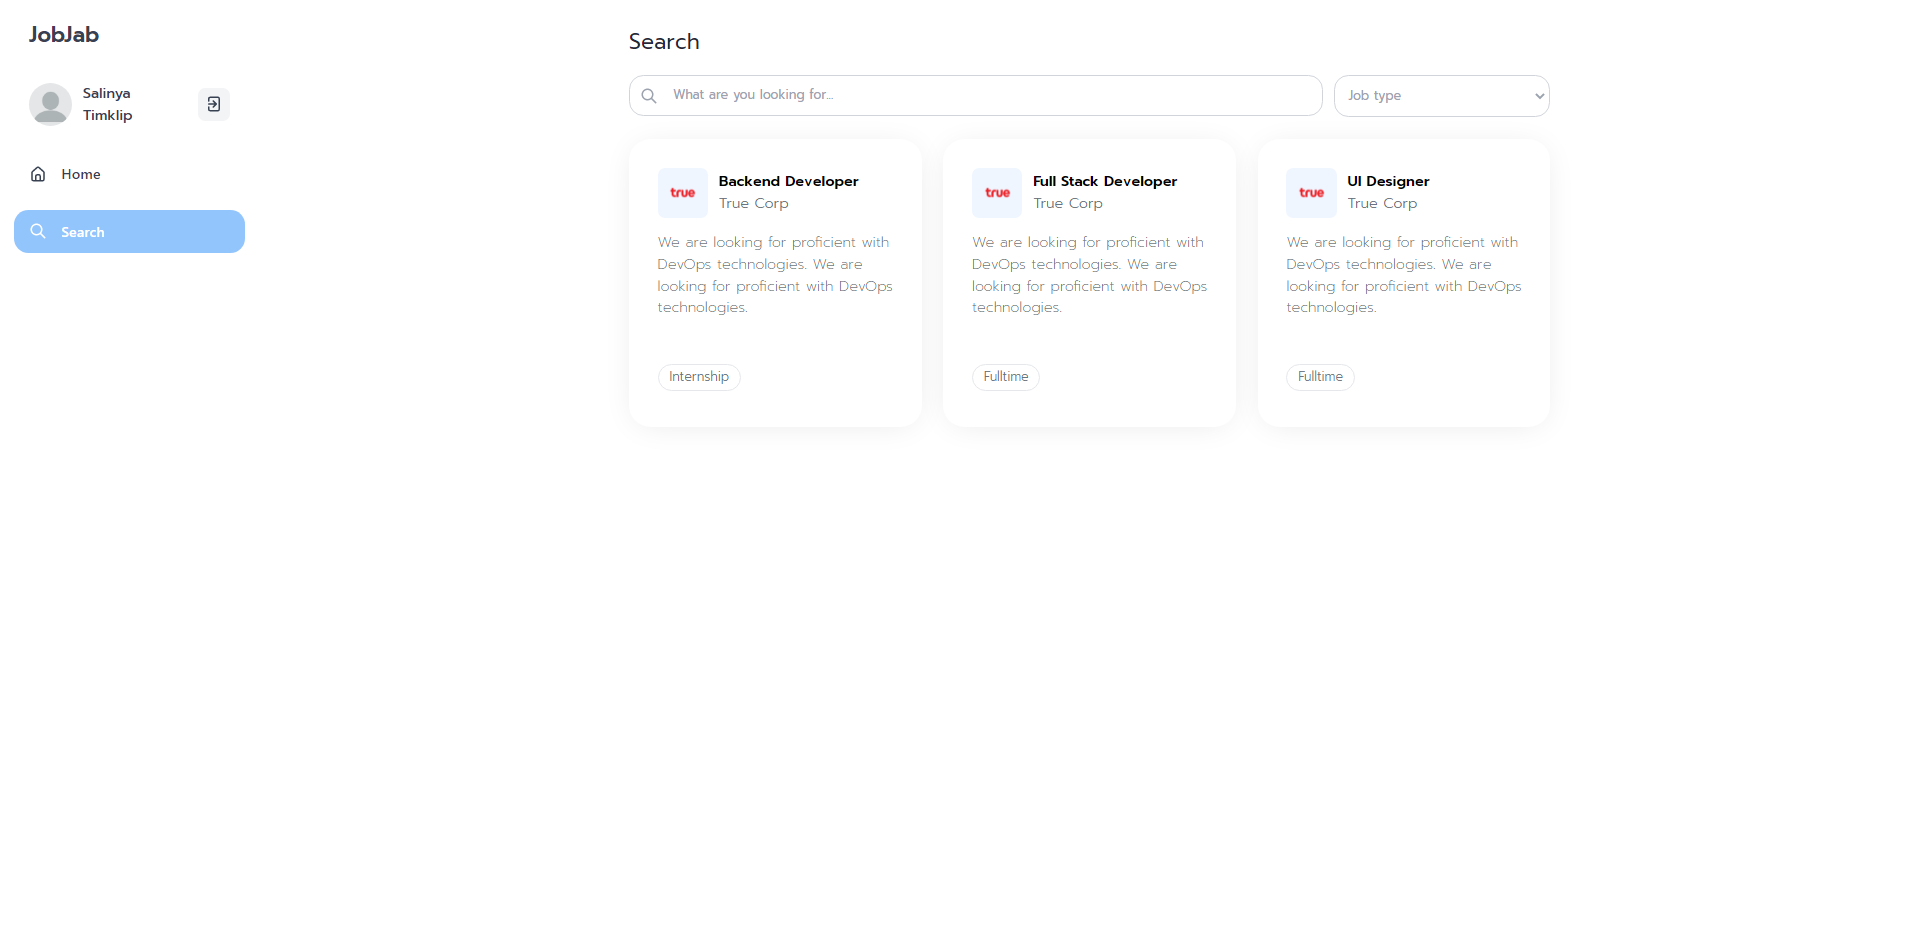 JobJab
Salinya
Timklip
Home
Search
Search
What are you looking for...
Job type
true
Backend Developer
True Corp
We are looking for proficient with
DevOps technologies. We are
looking for proficient with DevOps
technologies.
Internship
true
Full Stack Developer
True Corp
We are looking for proficient with
DevOps technologies. We are
looking for proficient with DevOps
technologies.
Fulltime
true
UI Designer
True Corp
We are looking for proficient with
DevOps technologies. We are
looking for proficient with DevOps
technologies.
Fulltime